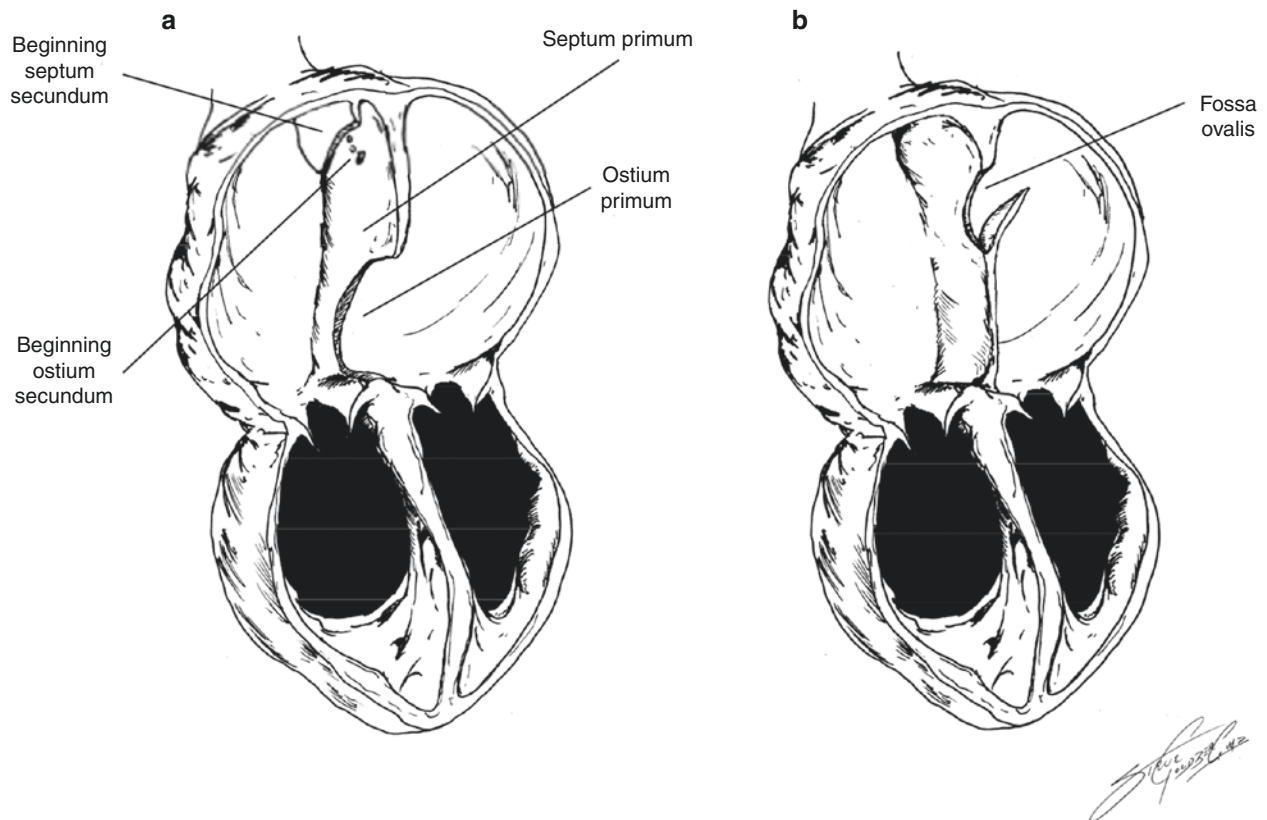 a
Beginning
septum
secundum
Septum primum
Ostium
primum
Beginning
ostium
secundum
b
Fossa
ovalis